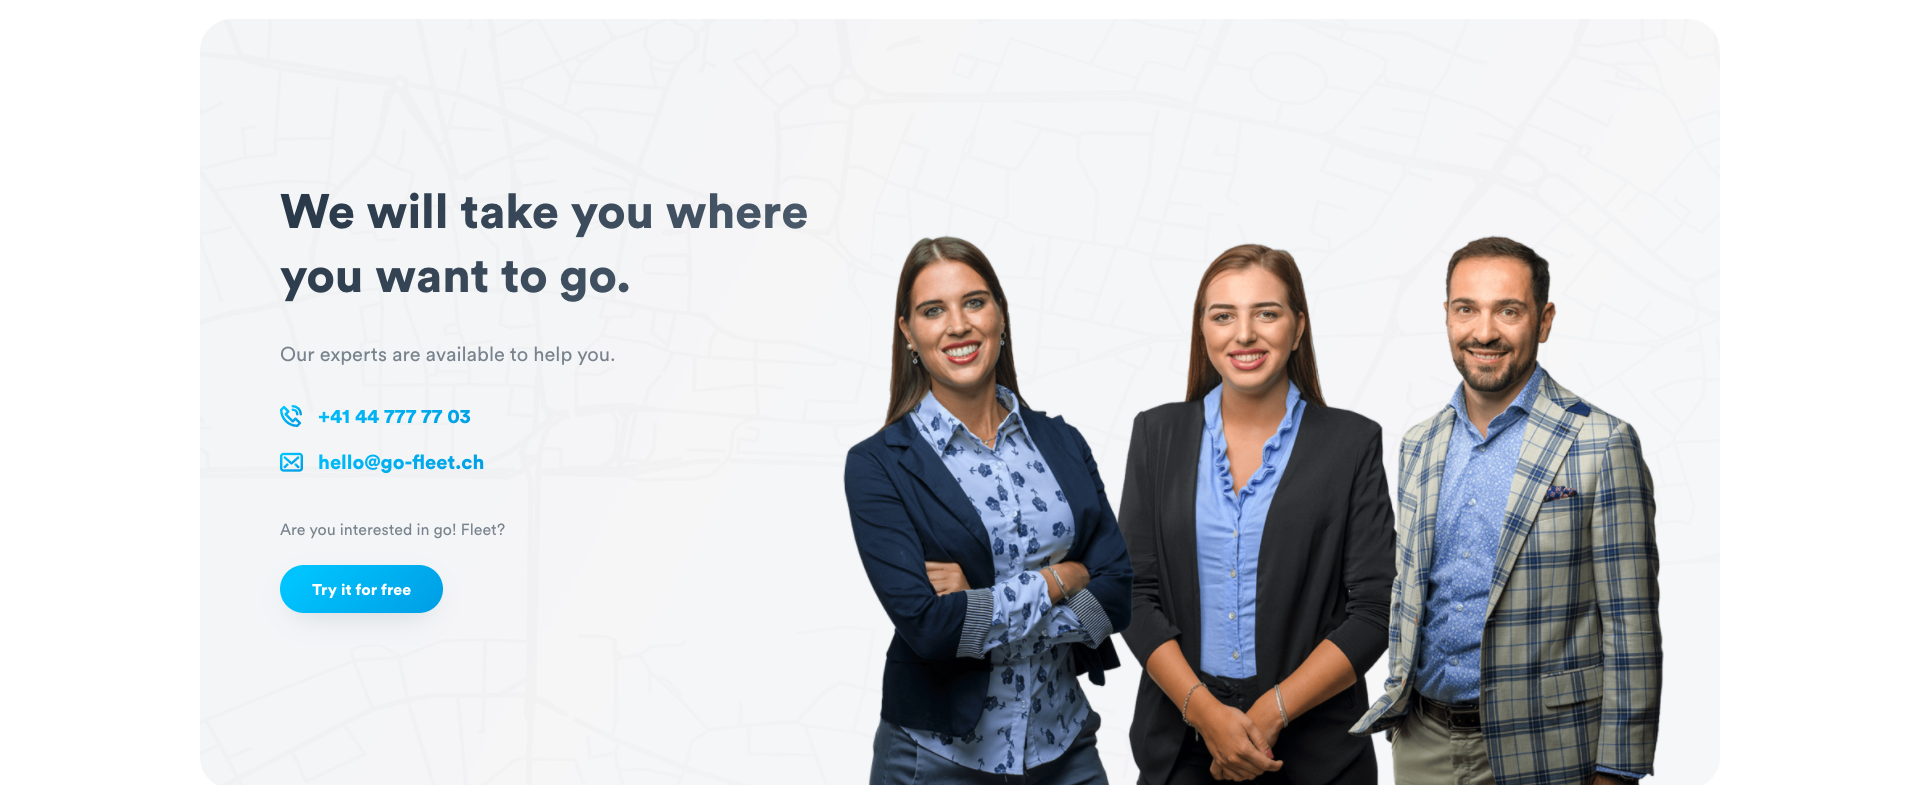 We will take you where
you want to go.
Our experts are available to help you.
+41 44 777 77 03
hello@go-fleet.ch
Are you interested in go! Fleet?
Try it for free